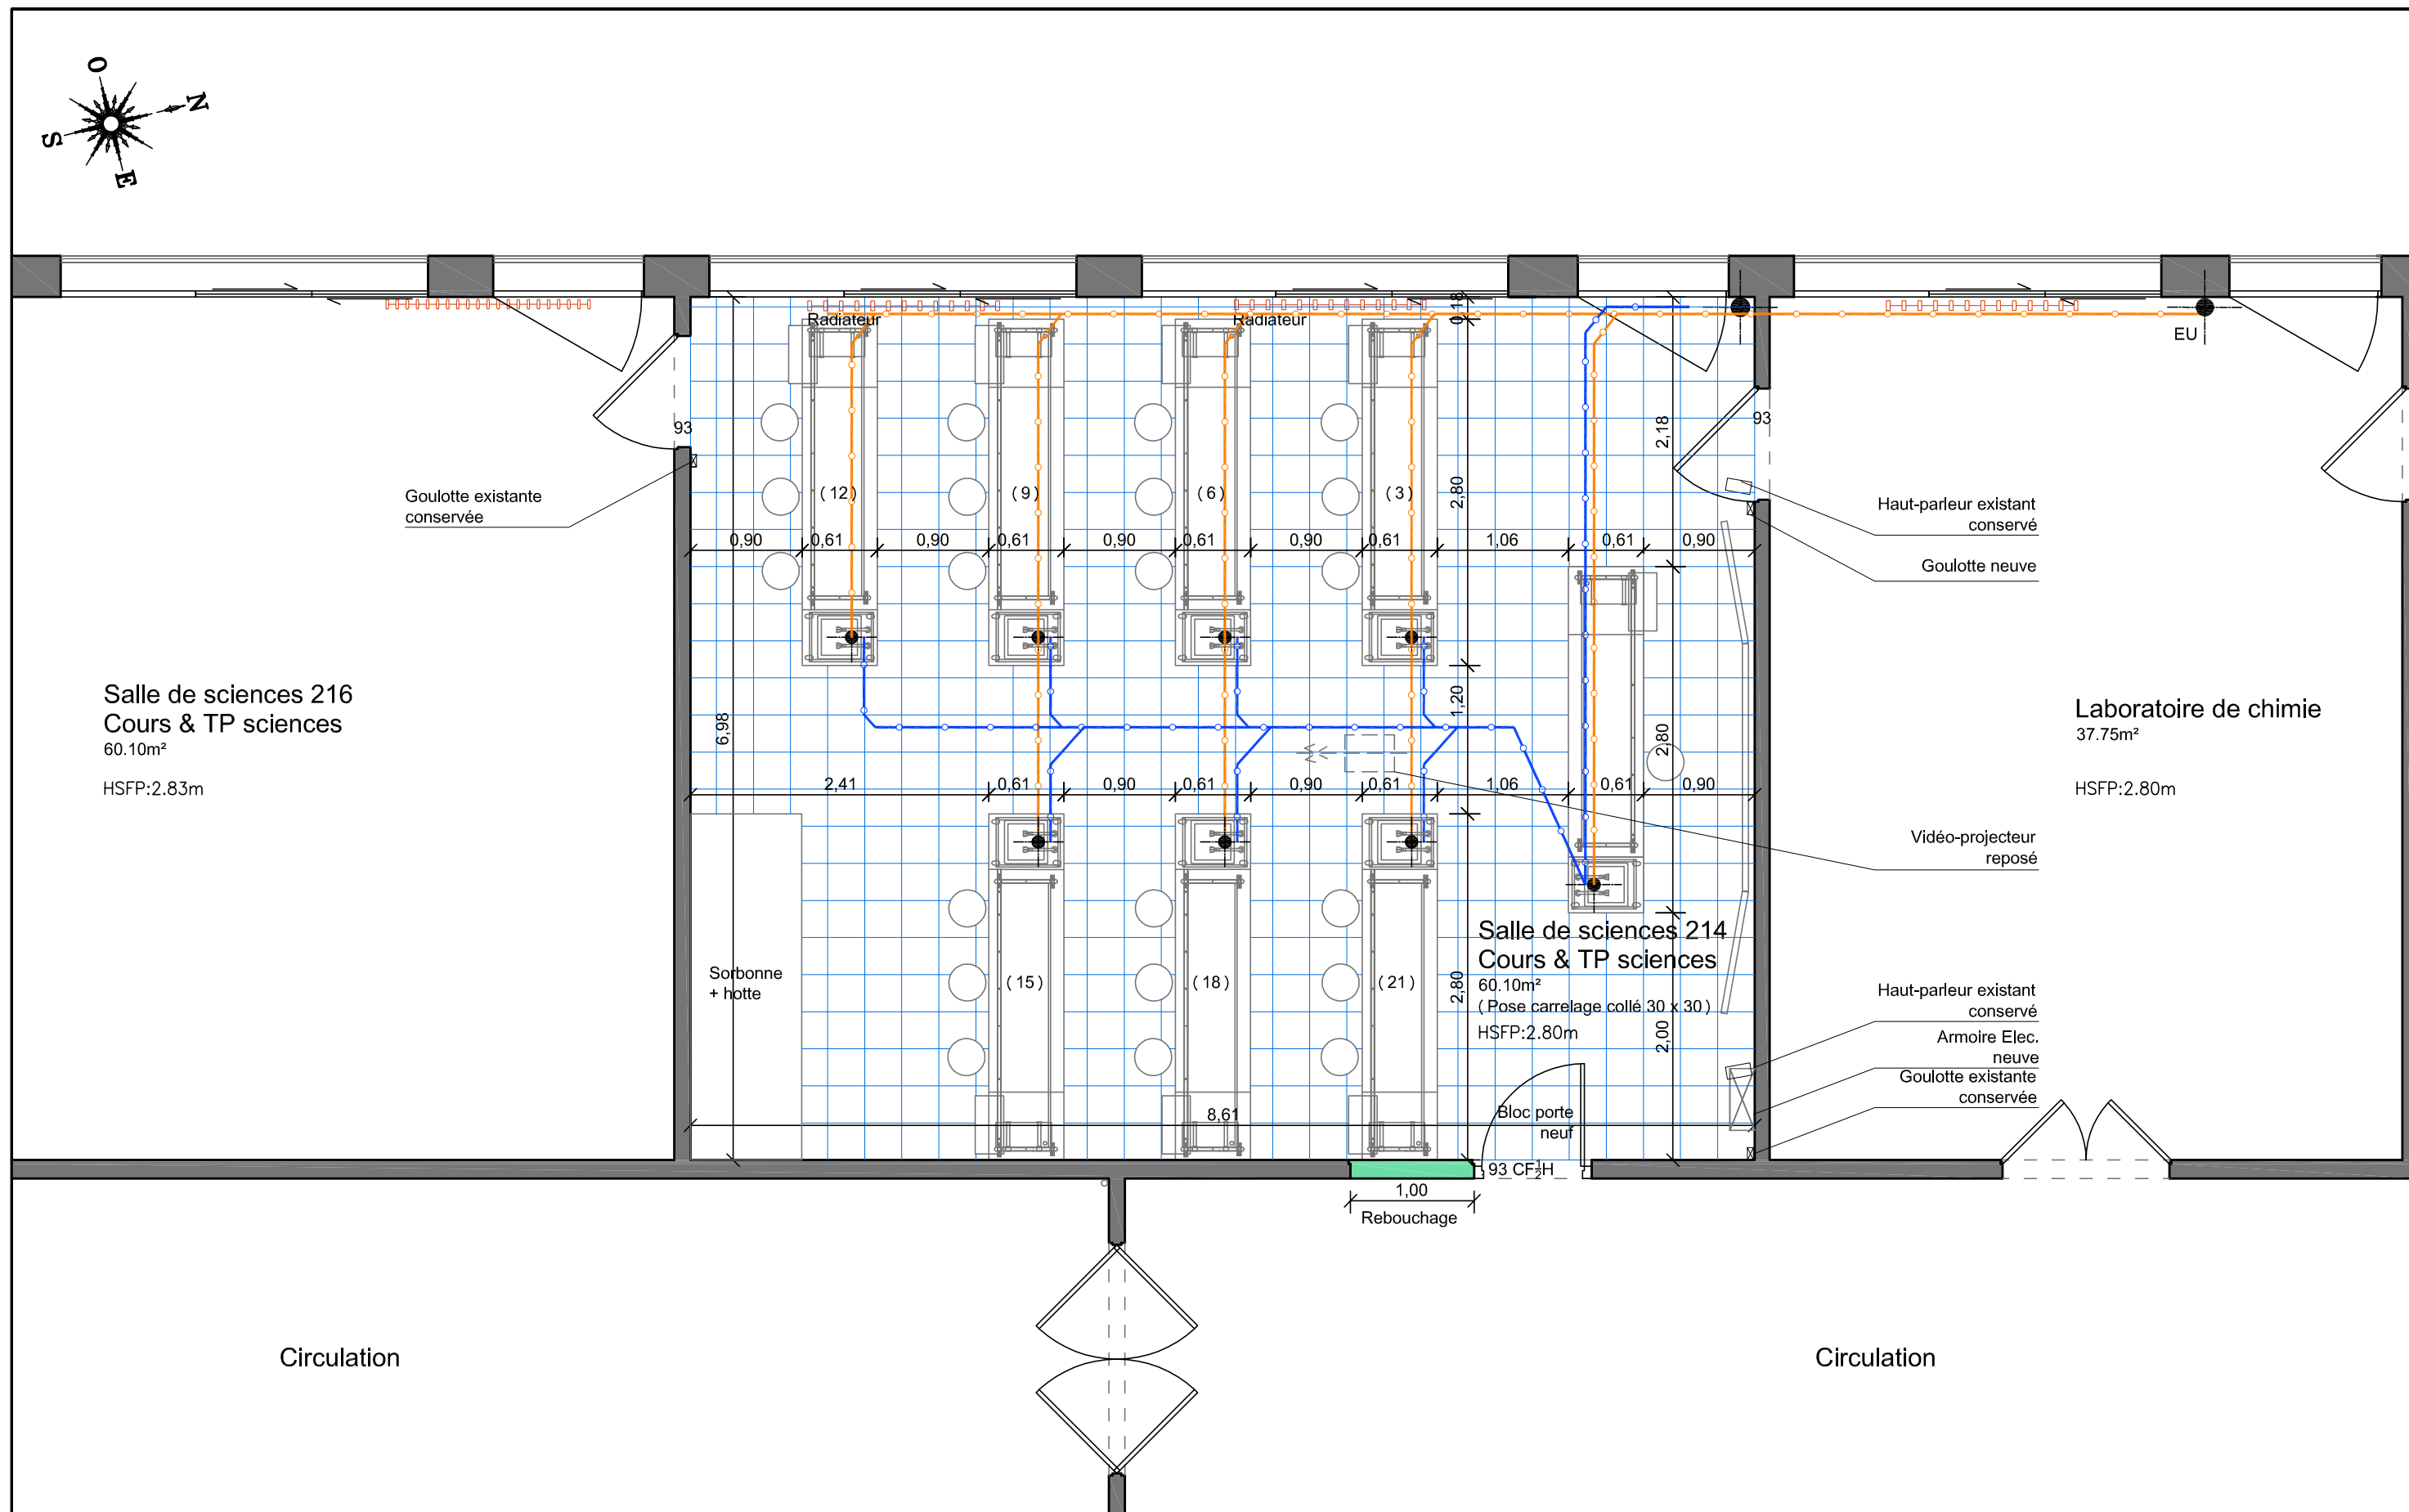 O
N
S
E
Radiateur
Radiateur
0,18
EU
93
93
2,18
Goulotte existante
conservée
(12)
(9)
(6)
(3)
2,80
Haut-parleur existant
conservé
0,90
0,61
0,90
0,61
0,90
0,61
0,90
0,61
1,06
0,61
0,90
Goulotte neuve
Salle de sciences 216
Cours & TP sciences
60.10m²
HSFP:2.83m
6,98
1,20
2,80
Laboratoire de chimie
37.75m²
HSFP:2.80m
2,41
0,61
0,90
0,61
0,90
0,61
1,06
0,61
0,90
Vidéo-projecteur
reposé
Sorbonne
+ hotte
(15)
(18)
(21)
2,80
Salle de sciences 214
Cours & TP sciences
60.10m²
(Pose carrelage collé 30 x 30)
HSFP:2.80m
2,00
Haut-parleur existant
conservé
Armoire Elec.
neuve
Goulotte existante
conservée
8,61
Bloc porte
neuf
93 CF½H
1,00
Rebouchage
Circulation
Circulation